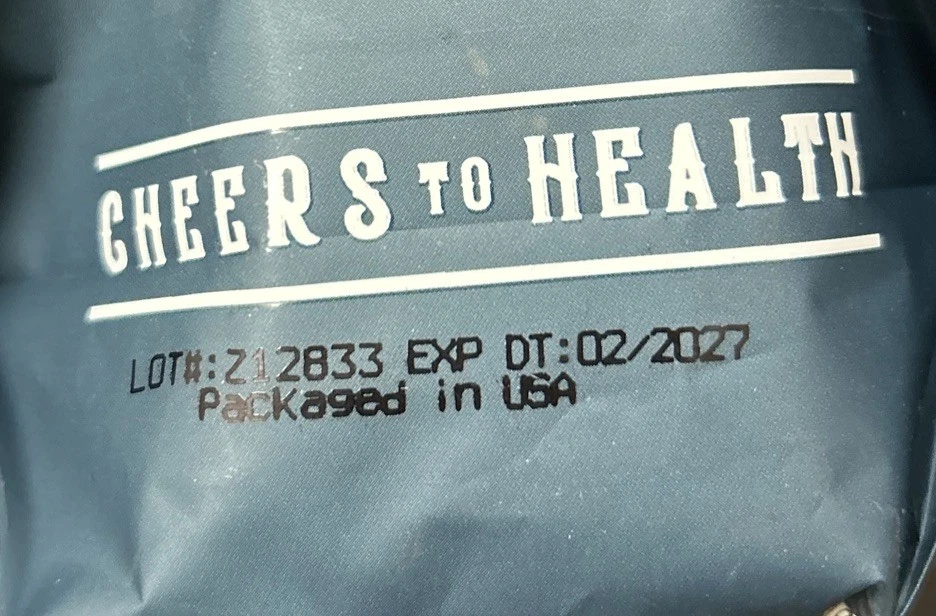 CHEERS TO HEALTH
LOT#:Z12833 EXP DT:02/2027
Packaged in USA